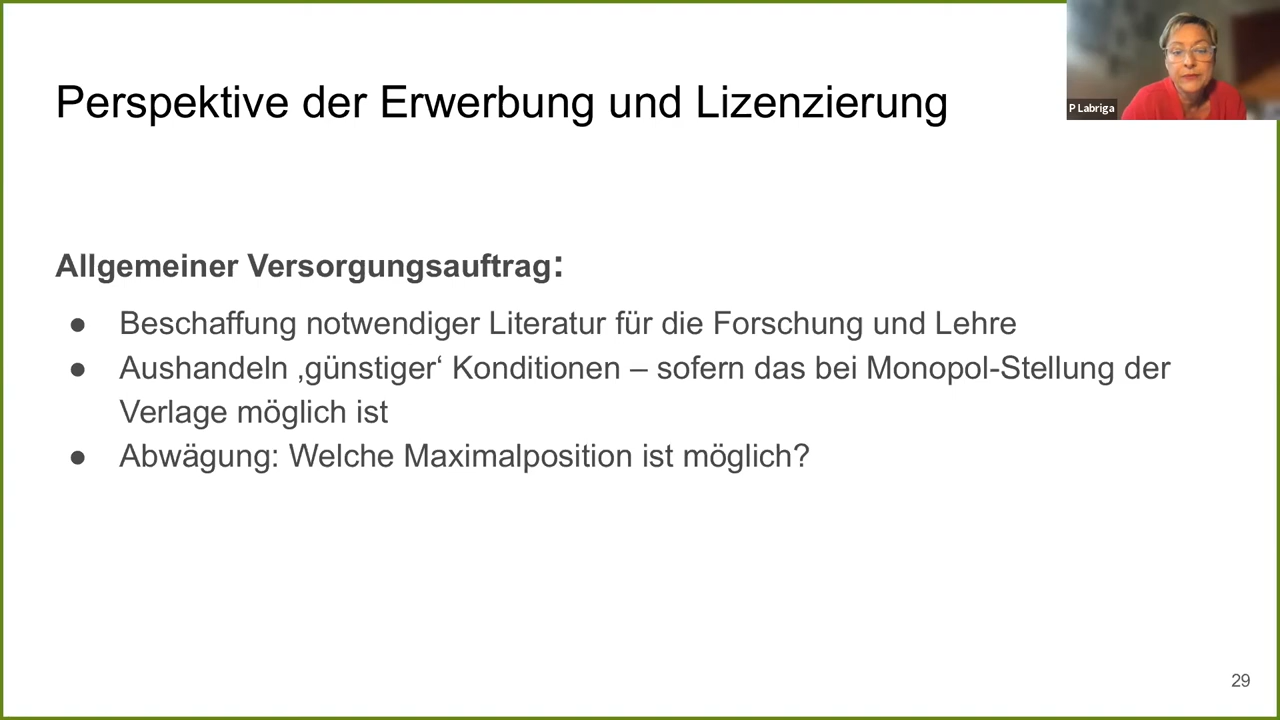 Perspektive der Erwerbung und Lizenzierung
P Labriga
Allgemeiner Versorgungsauftrag:
● Beschaffung notwendiger Literatur für die Forschung und Lehre
● Aushandeln ‚günstiger‘ Konditionen – sofern das bei Monopol-Stellung der
Verlage möglich ist
● Abwägung: Welche Maximalposition ist möglich?
29